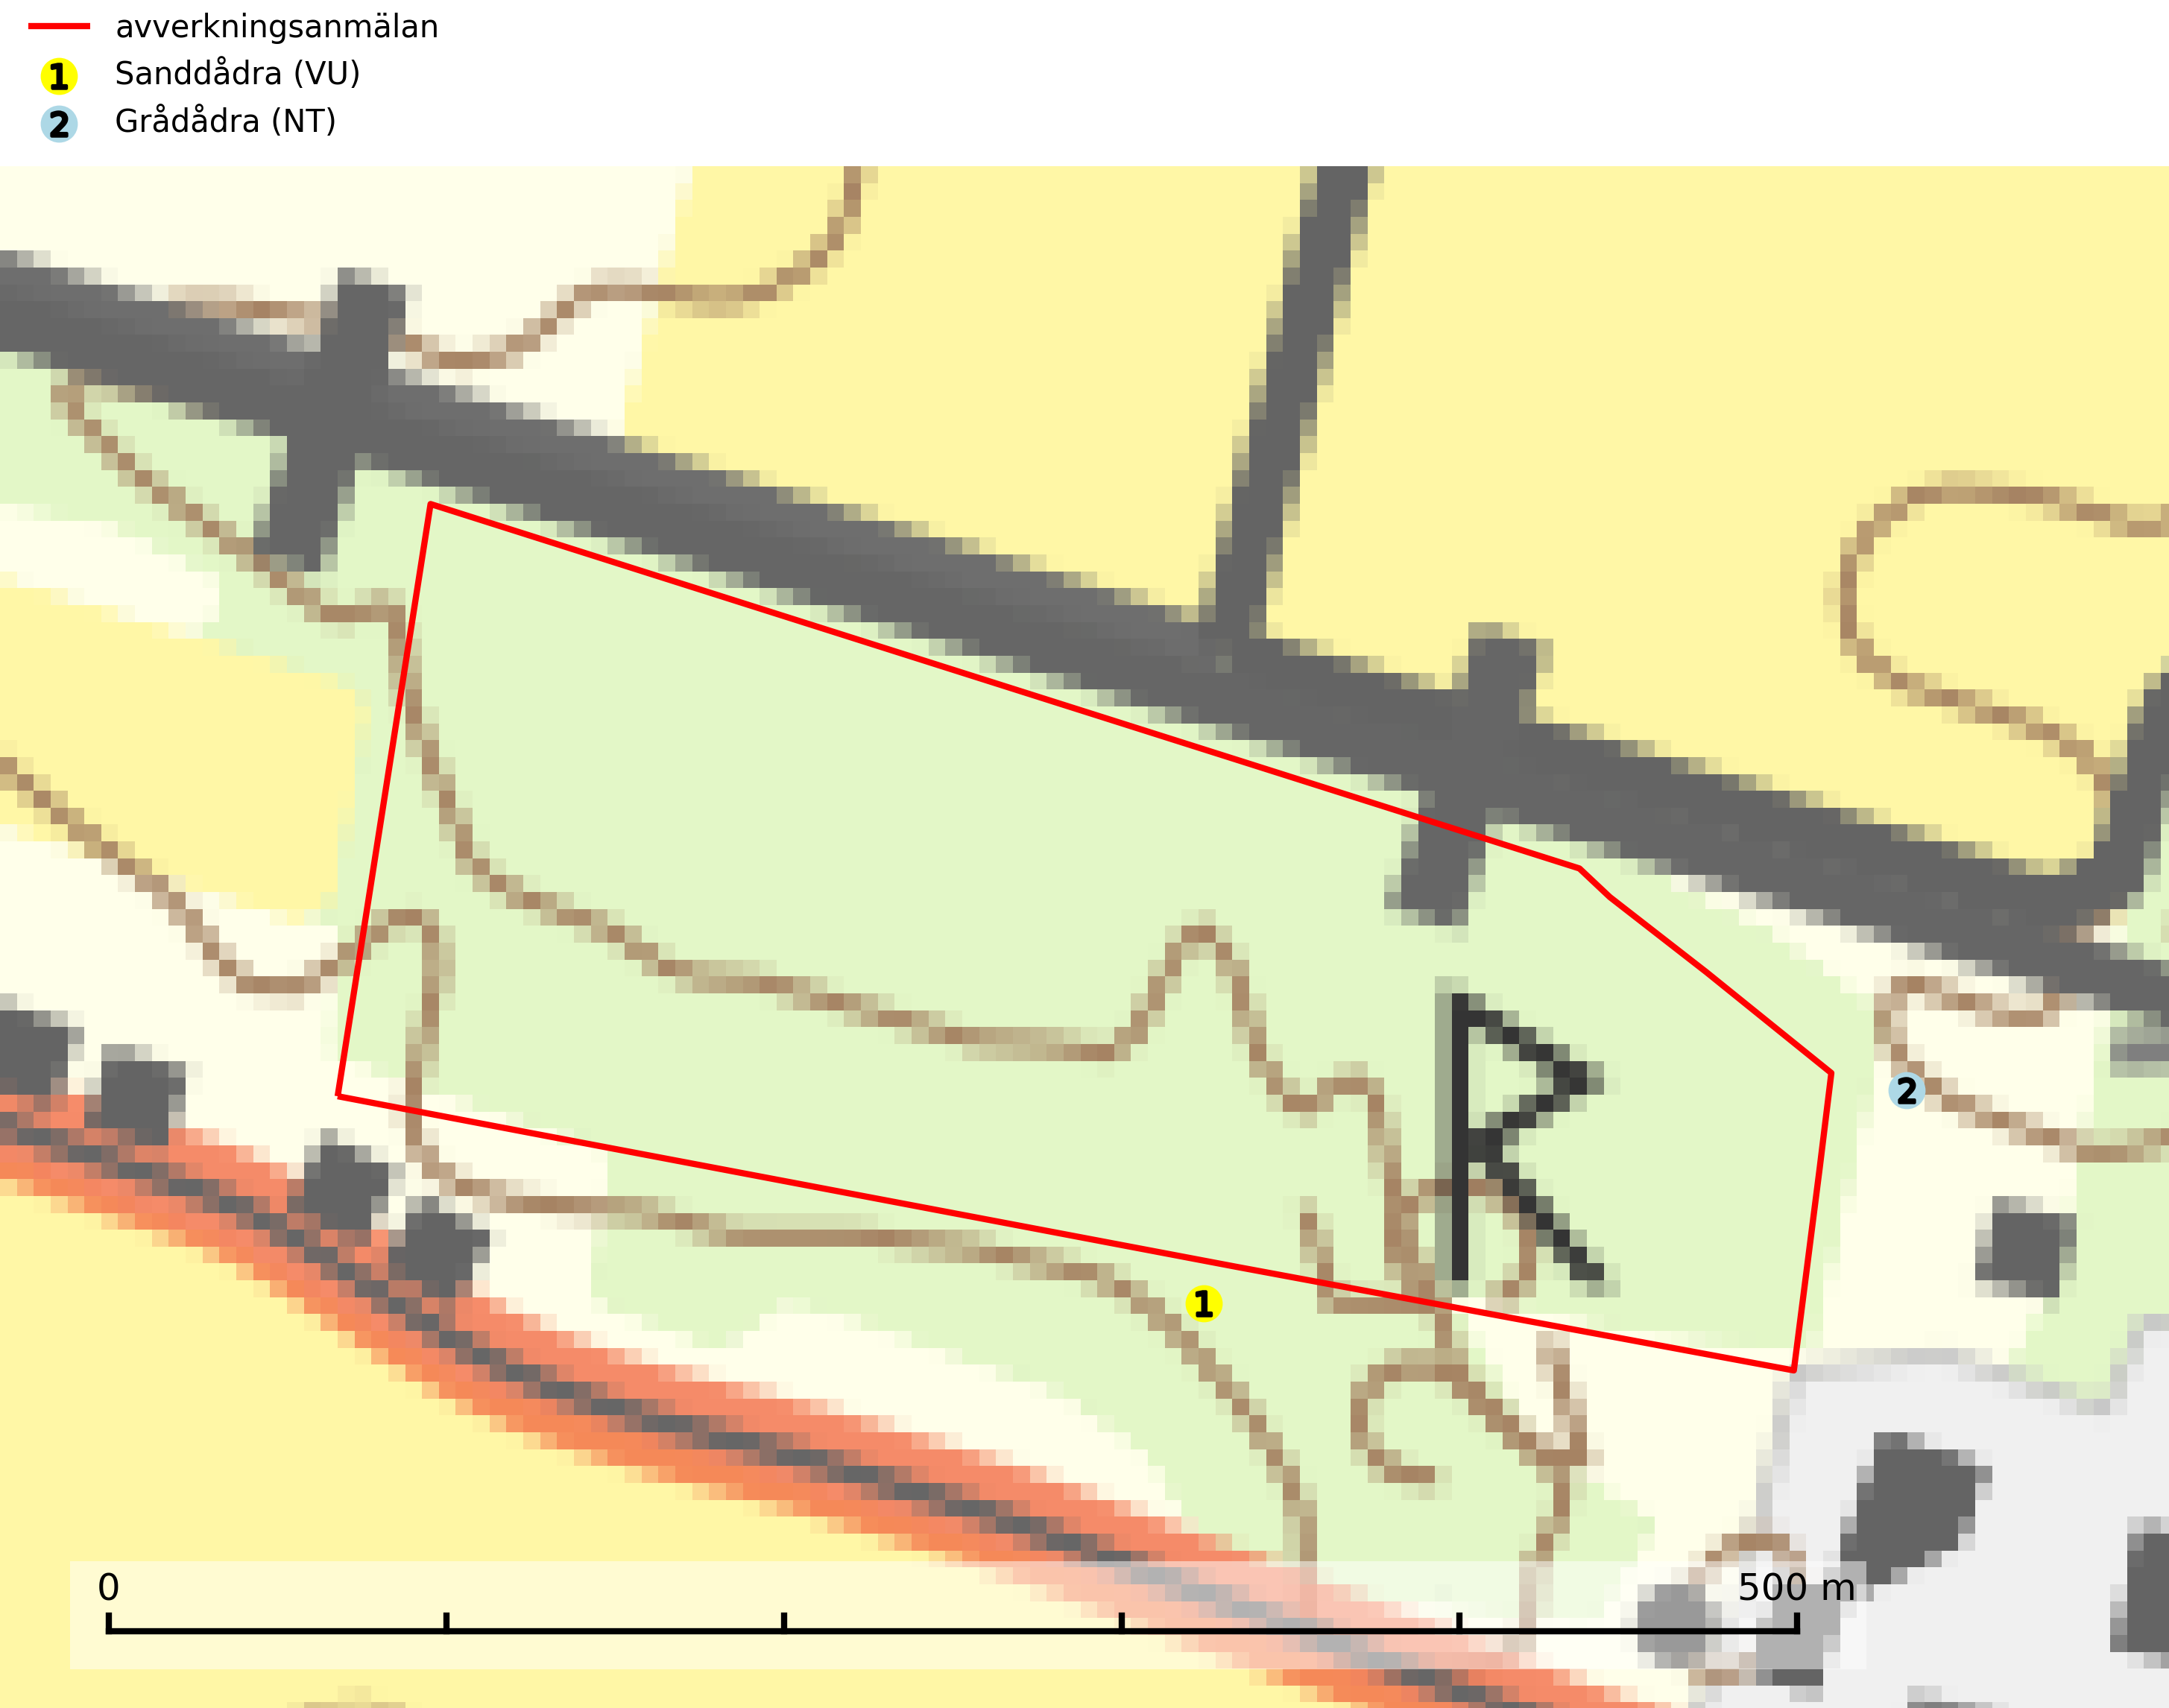 avverkningsanmälan
1 Sanddådra (VU)
2 Grådådra (NT)
R
2
1
0 500 m